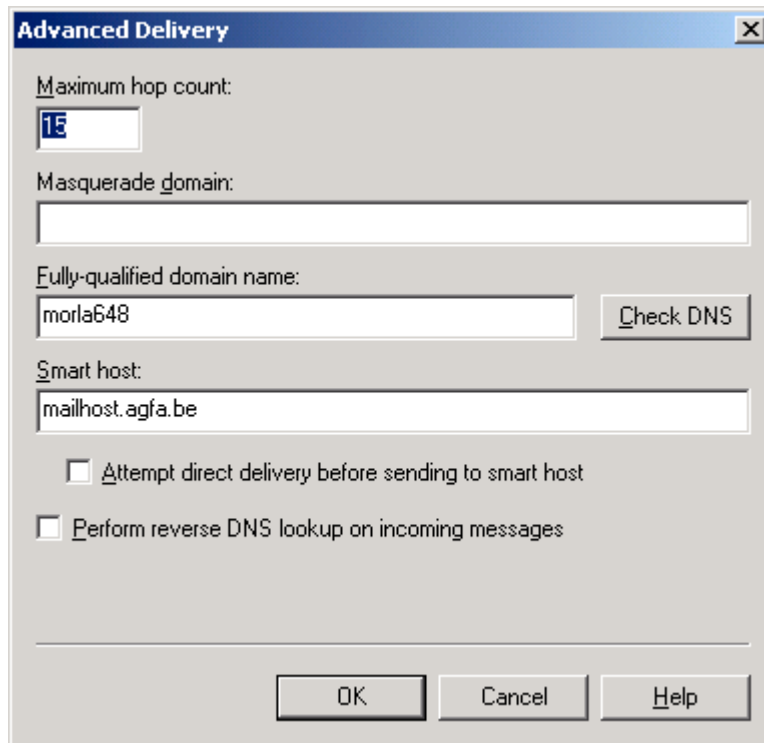 Advanced Delivery
Maximum hop count:
15
Masquerade domain:
Fully-qualified domain name:
morla648
Check DNS
Smart host:
mailhost.agfa.be
Attempt direct delivery before sending to smart host
Perform reverse DNS lookup on incoming messages
OK
Cancel
Help